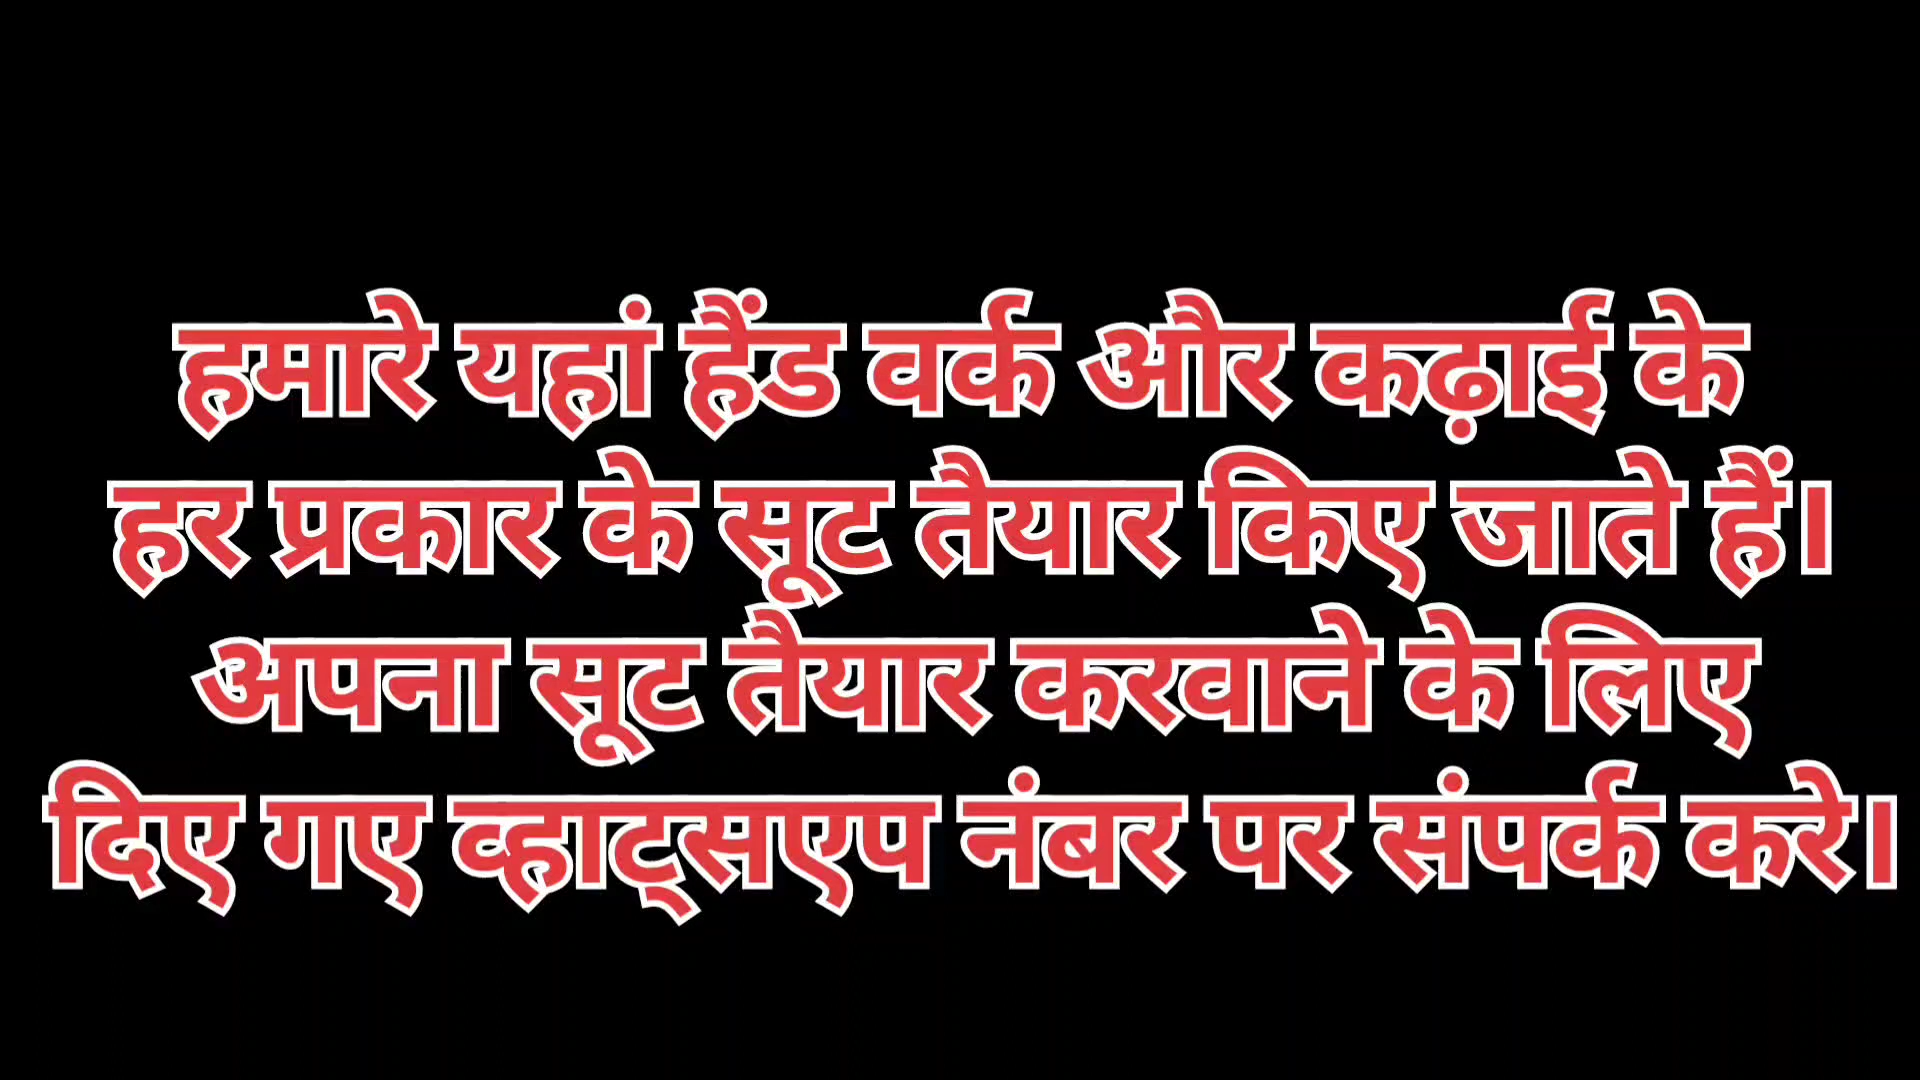 हमारे यहां हैंड वर्क और कढ़ाई के
हर प्रकार के सूट तैयार किए जाते हैं।
अपना सूट तैयार करवाने के लिए
दिए गए व्हाट्सएप नंबर पर संपर्क करे।